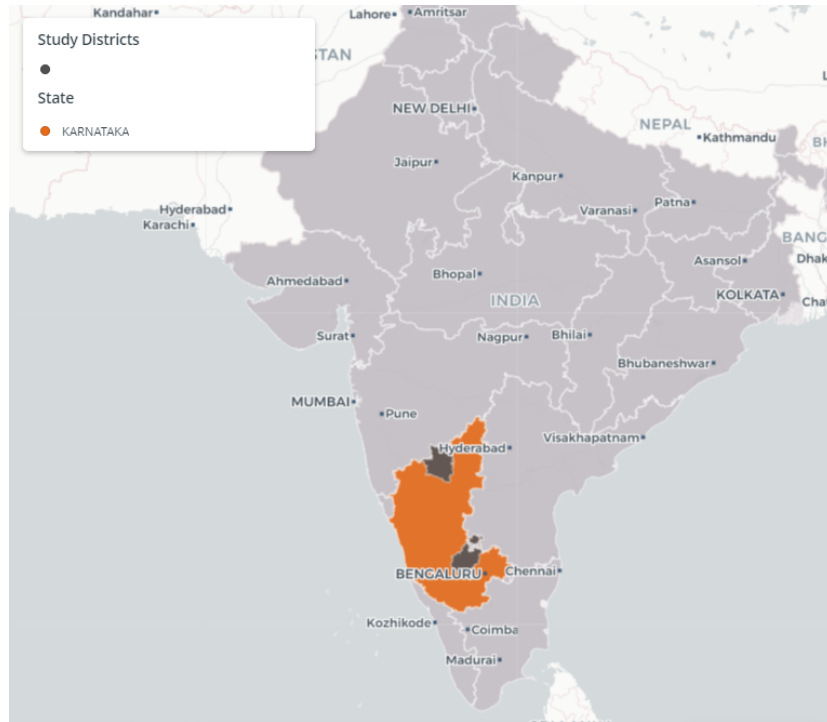 Study Districts
State
KARNATAKA
Kandahar
Lahore
Amritsar
STAN
NEW DELHI
NEPAL
Kathmandu
BH
L
Jaipur
Kanpur
Hyderabad
Varanasi
Patna
Karachi
BANG
Ahmedabad
Bhopal
Asansol
Dhak
INDIA
KOLKATA
Chat
Surat
Nagpur
Bhilai
Bhubaneshwar
MUMBAI
Pune
Hyderabad
Visakhapatnam
BENGALURU
Chennai
Kozhikode
Coimba
Madurai